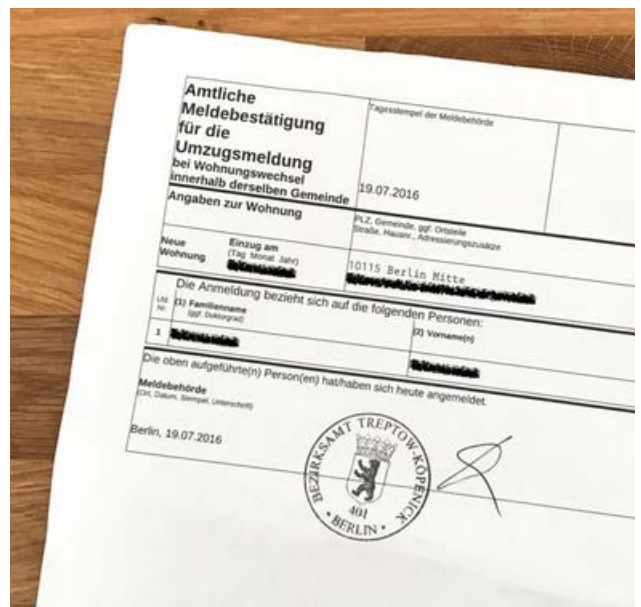 Amtliche
Meldebestätigung
für die
Umzugsmeldung
bei Wohnungswechsel
innerhalb derselben Gemeinde
Tagesstempel der Meldebehörde
19.07.2016
Angaben zur Wohnung
PLZ, Gemeinde, ggf. Ortsteile
Straße, Hausnr., Adressierungszusätze
Neue
Wohnung
Einzug am
(Tag Monat Jahr)
10115 Berlin Mitte
Die Anmeldung bezieht sich auf die folgenden Personen:
Lfd.
Nr.
(1) Familienname
(ggf. Doktorgrad)
(2) Vorname(n)
1
Die oben aufgeführte(n) Person(en) hat/haben sich heute angemeldet.
Meldebehörde
(Ort, Datum, Stempel, Unterschrift)
Berlin, 19.07.2016
BEZIRKSAMT TREPTOW-KÖPENICK
401
• BERLIN •